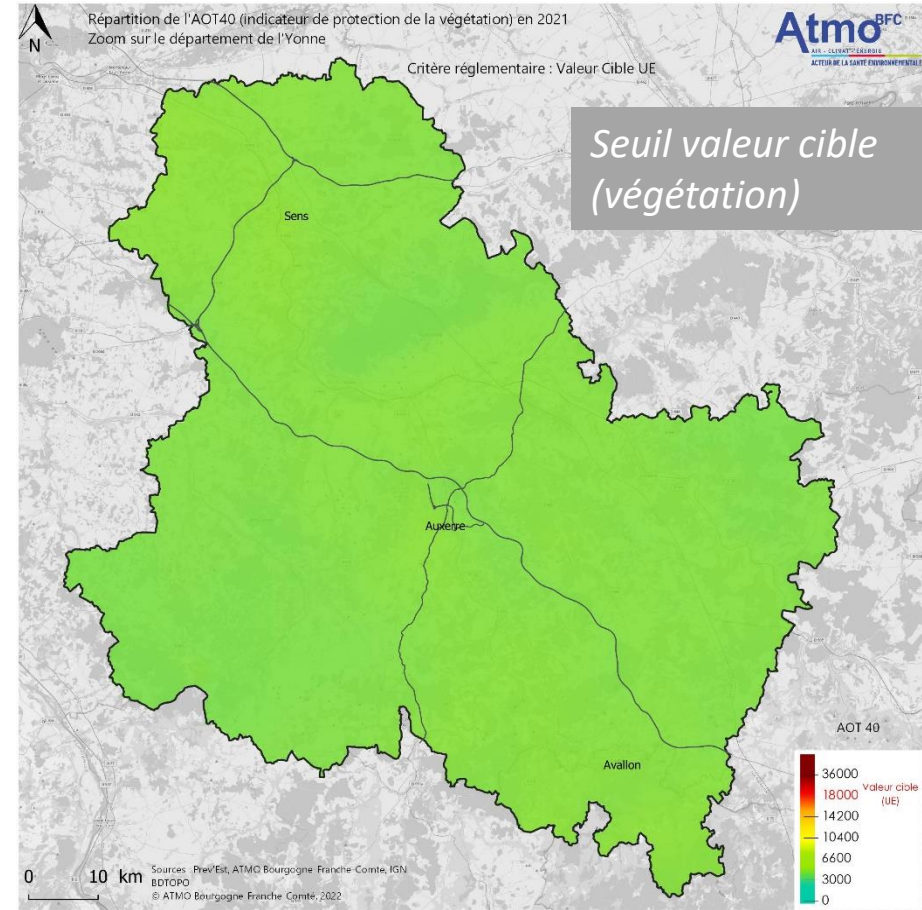 Répartition de l'AOT40 (indicateur de protection de la végétation) en 2021
Zoom sur le département de l'Yonne
N
Atmo BFC
AIR - CLIMAT - ÉNERGIE
ACTEUR DE LA SANTÉ ENVIRONNEMENTALE
Critère réglementaire : Valeur Cible UE
Seuil valeur cible
(végétation)
Sens
Auxerre
Avallon
AOT 40
36000
18000 Valeur cible
(UE)
14200
10400
6600
3000
0
0 10 km
Sources : Prev'Est, ATMO Bourgogne Franche-Comté, IGN
BDTOPO
© ATMO Bourgogne Franche Comté, 2022